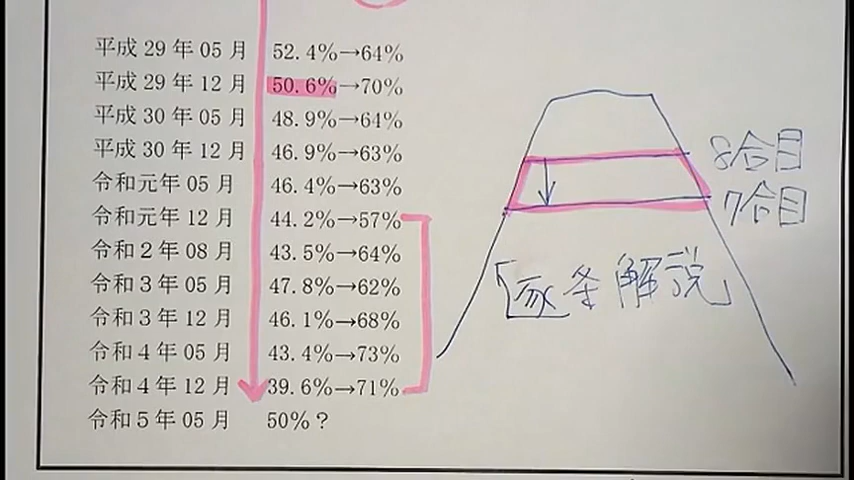 平成 29 年 05 月 52.4%→64%
平成 29 年 12 月 50.6%→70%
平成 30 年 05 月 48.9%→64%
平成 30 年 12 月 46.9%→63%
令和元年 05 月 46.4%→63%
令和元年 12 月 44.2%→57%
令和２年 08 月 43.5%→64%
令和３年 05 月 47.8%→62%
令和３年 12 月 46.1%→68%
令和４年 05 月 43.4%→73%
令和４年 12 月 39.6%→71%
令和５年 05 月 50%？
8合目
7合目
「逐条解説」